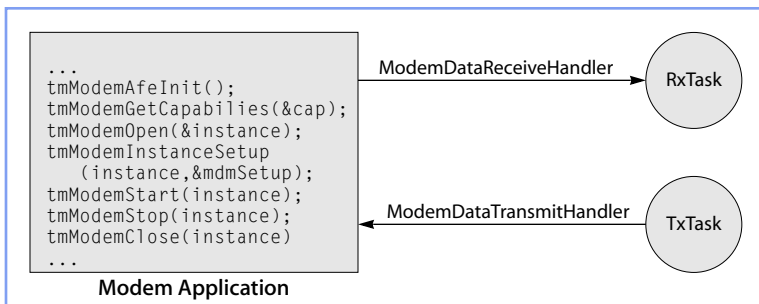 ...
tmModemAfeInit();
tmModemGetCapabilies(&cap);
tmModemOpen(&instance);
tmModemInstanceSetup
(instance,&mdmSetup);
tmModemStart(instance);
tmModemStop(instance);
tmModemClose(instance)
...
Modem Application
ModemDataReceiveHandler
RxTask
ModemDataTransmitHandler
TxTask